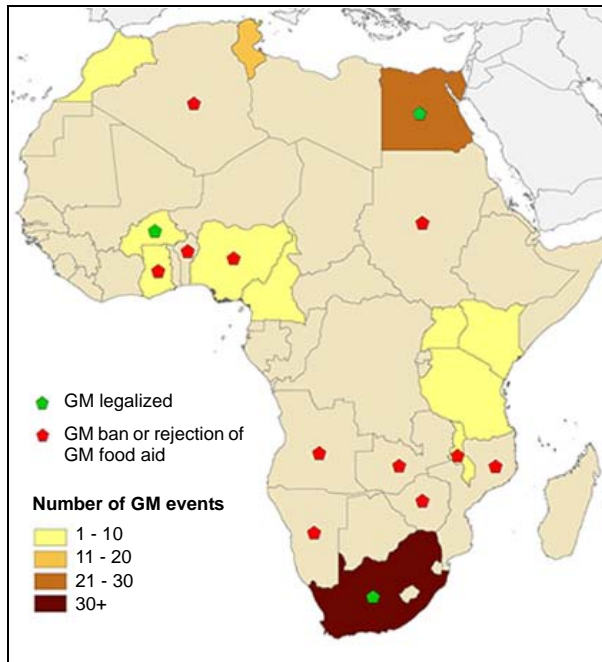 GM legalized
GM ban or rejection of
GM food aid
Number of GM events
1 - 10
11 - 20
21 - 30
30+